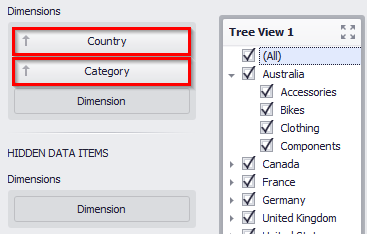 Dimensions
Country
Category
Dimension
HIDDEN DATA ITEMS
Dimensions
Dimension
Tree View 1
(All)
Australia
Accessories
Bikes
Clothing
Components
Canada
France
Germany
United Kingdom